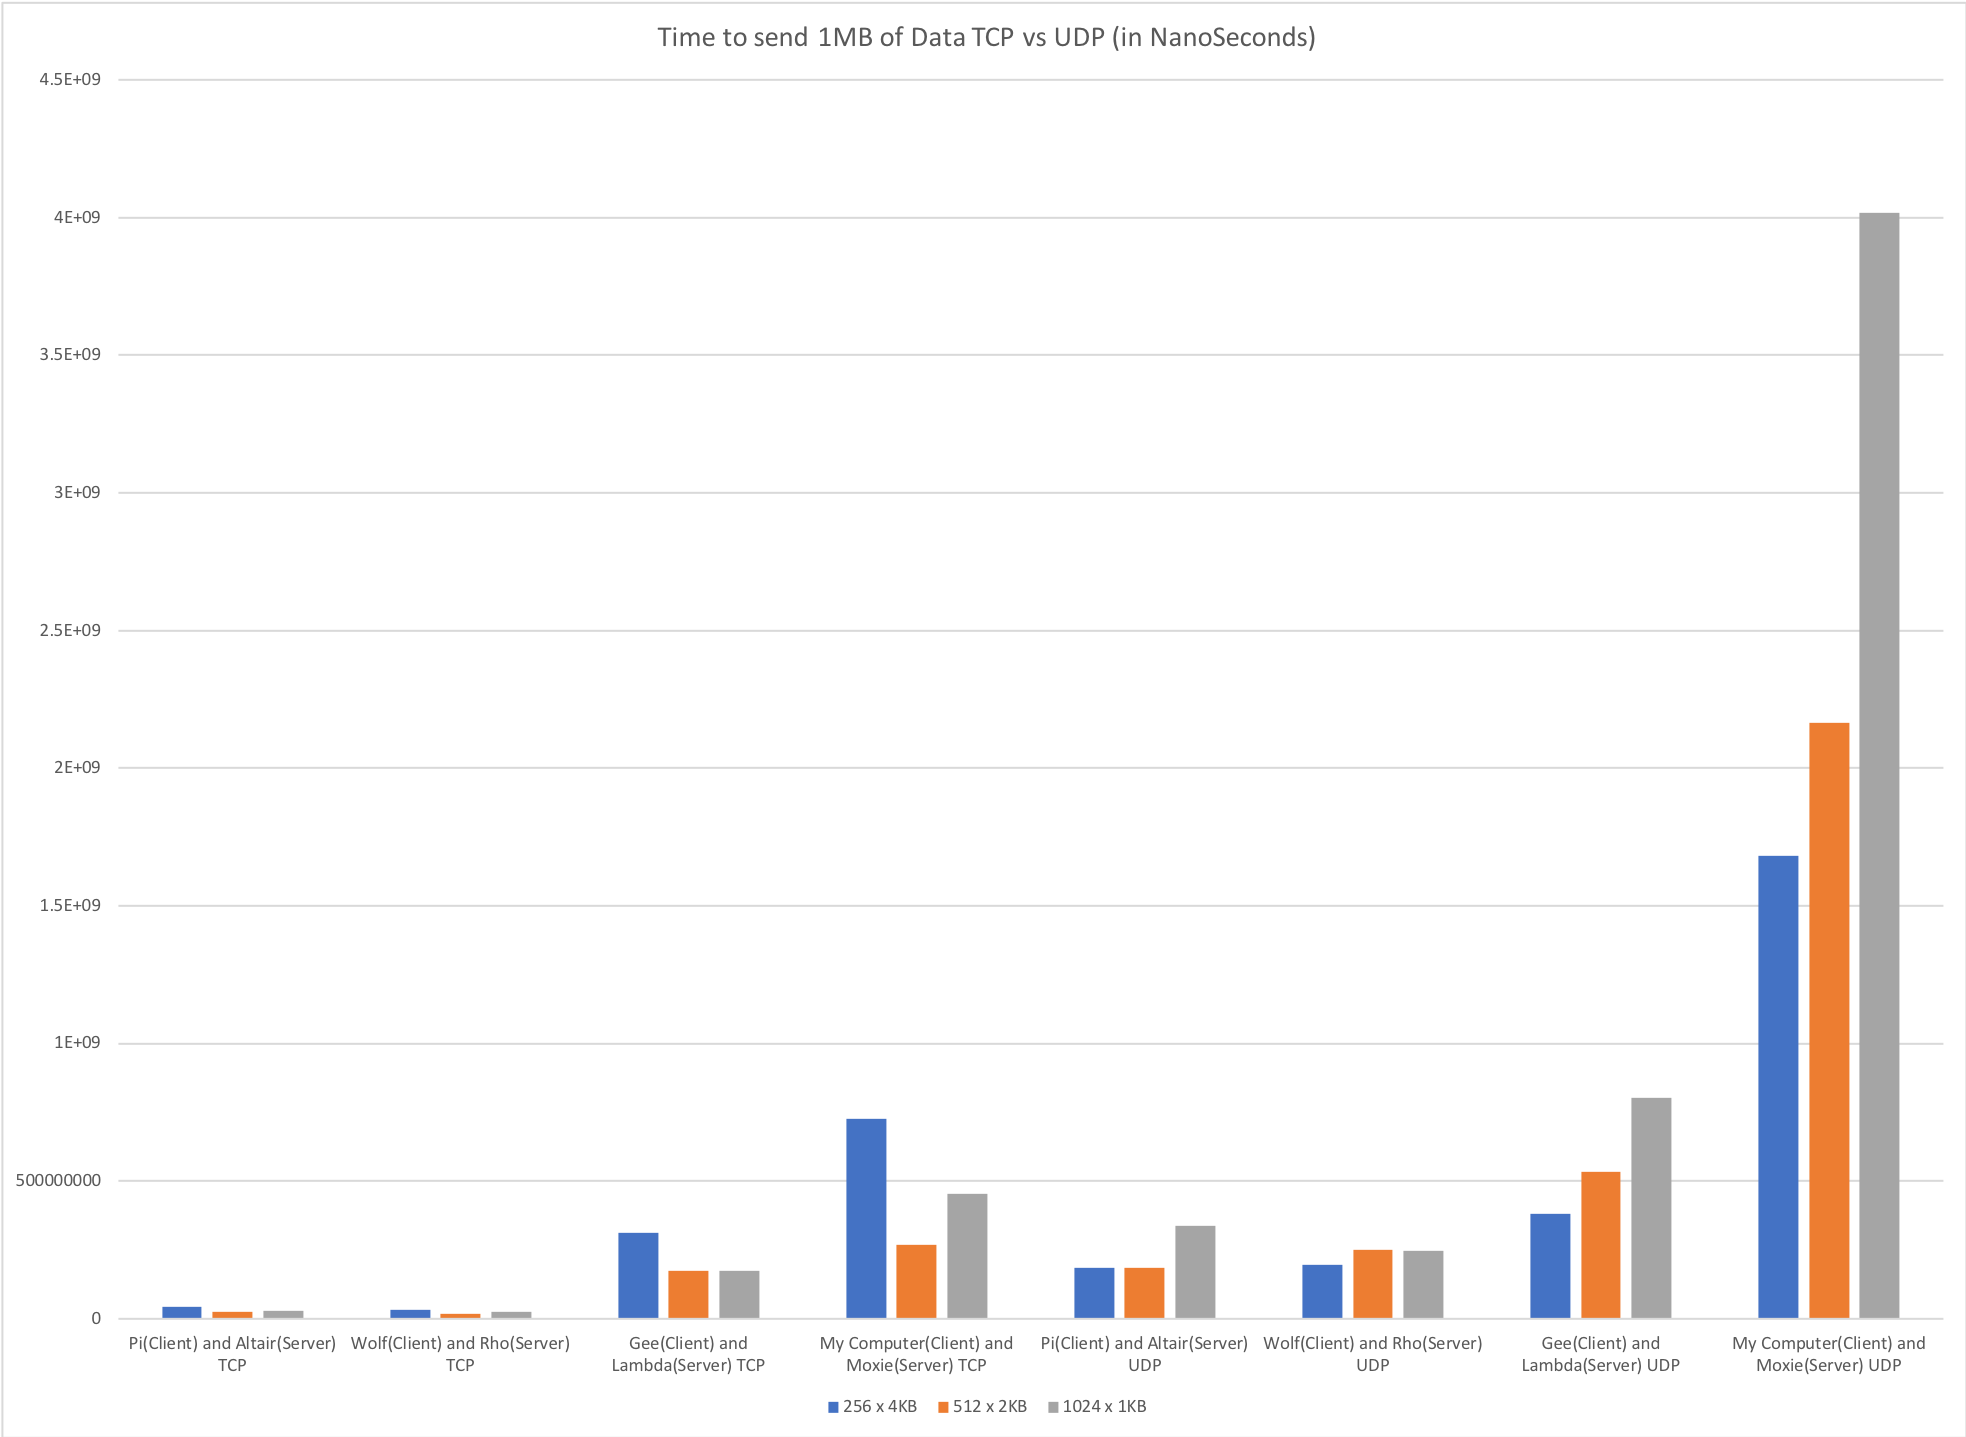 Time to send 1MB of Data TCP vs UDP (in NanoSeconds)
4.5E+09
4E+09
3.5E+09
3E+09
2.5E+09
2E+09
1.5E+09
1E+09
500000000
0
Pi(Client) and Altair(Server)
TCP
Wolf(Client) and Rho(Server)
TCP
Gee(Client) and
Lambda(Server) TCP
My Computer(Client) and
Moxie(Server) TCP
Pi(Client) and Altair(Server)
UDP
Wolf(Client) and Rho(Server)
UDP
Gee(Client) and
Lambda(Server) UDP
My Computer(Client) and
Moxie(Server) UDP
256 x 4KB
512 x 2KB
1024 x 1KB